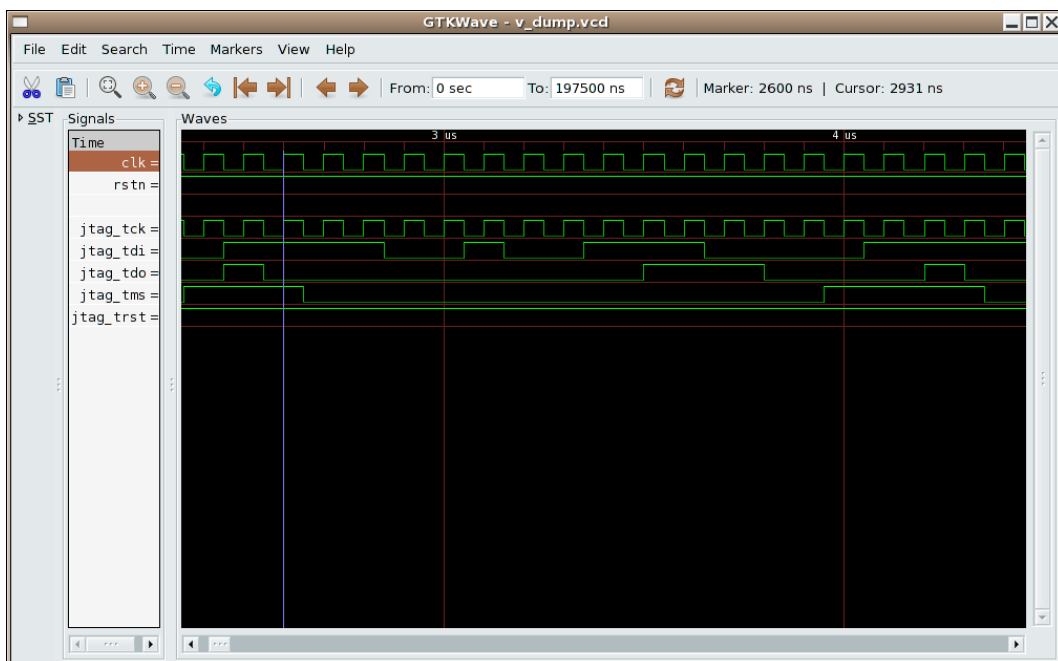 GTKWave - v_dump.vcd
File Edit Search Time Markers View Help
From: 0 sec To: 197500 ns Marker: 2600 ns | Cursor: 2931 ns
SST
Signals
Waves
Time
3 us
4 us
clk =
rstn =
jtag_tck =
jtag_tdi =
jtag_tdo =
jtag_tms =
jtag_trst =